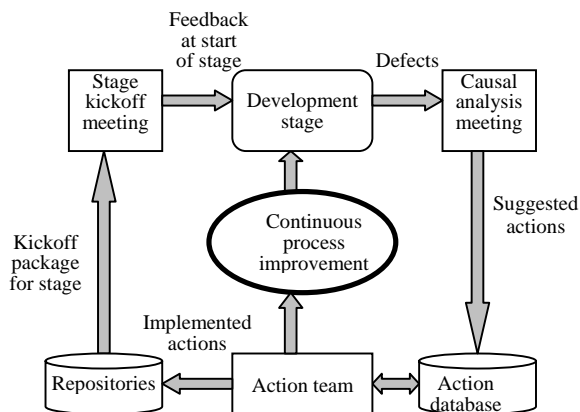 Feedback
at start
of stage
Stage
kickoff
meeting
Development
stage
Defects
Causal
analysis
meeting
Continuous
process
improvement
Suggested
actions
Kickoff
package
for stage
Implemented
actions
Repositories
Action team
Action
database